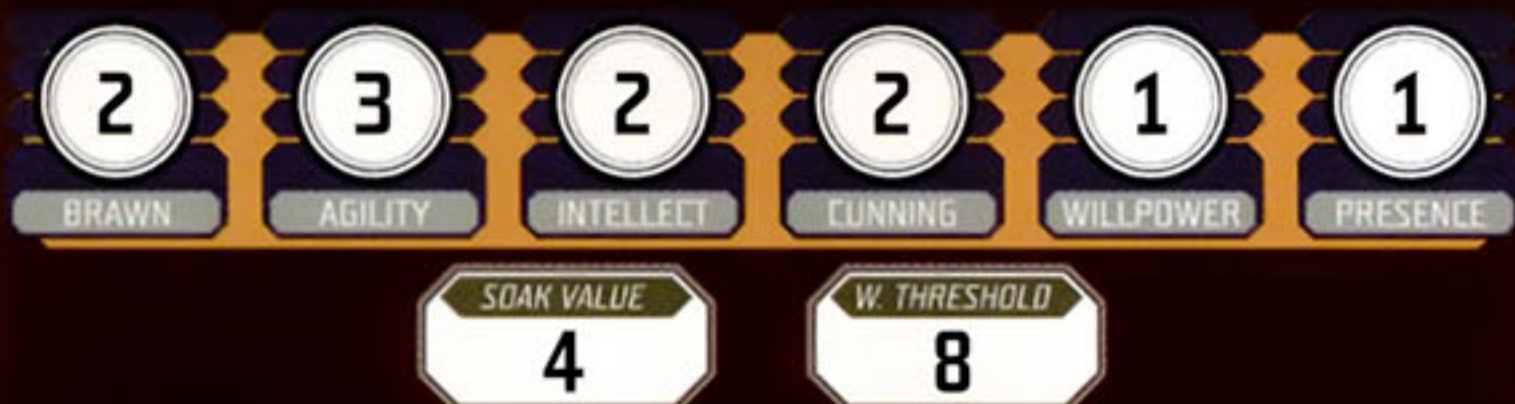 2 3 2 2 1 1
BRAWN AGILITY INTELLECT CUNNING WILLPOWER PRESENCE
SOAK VALUE W. THRESHOLD
4 8